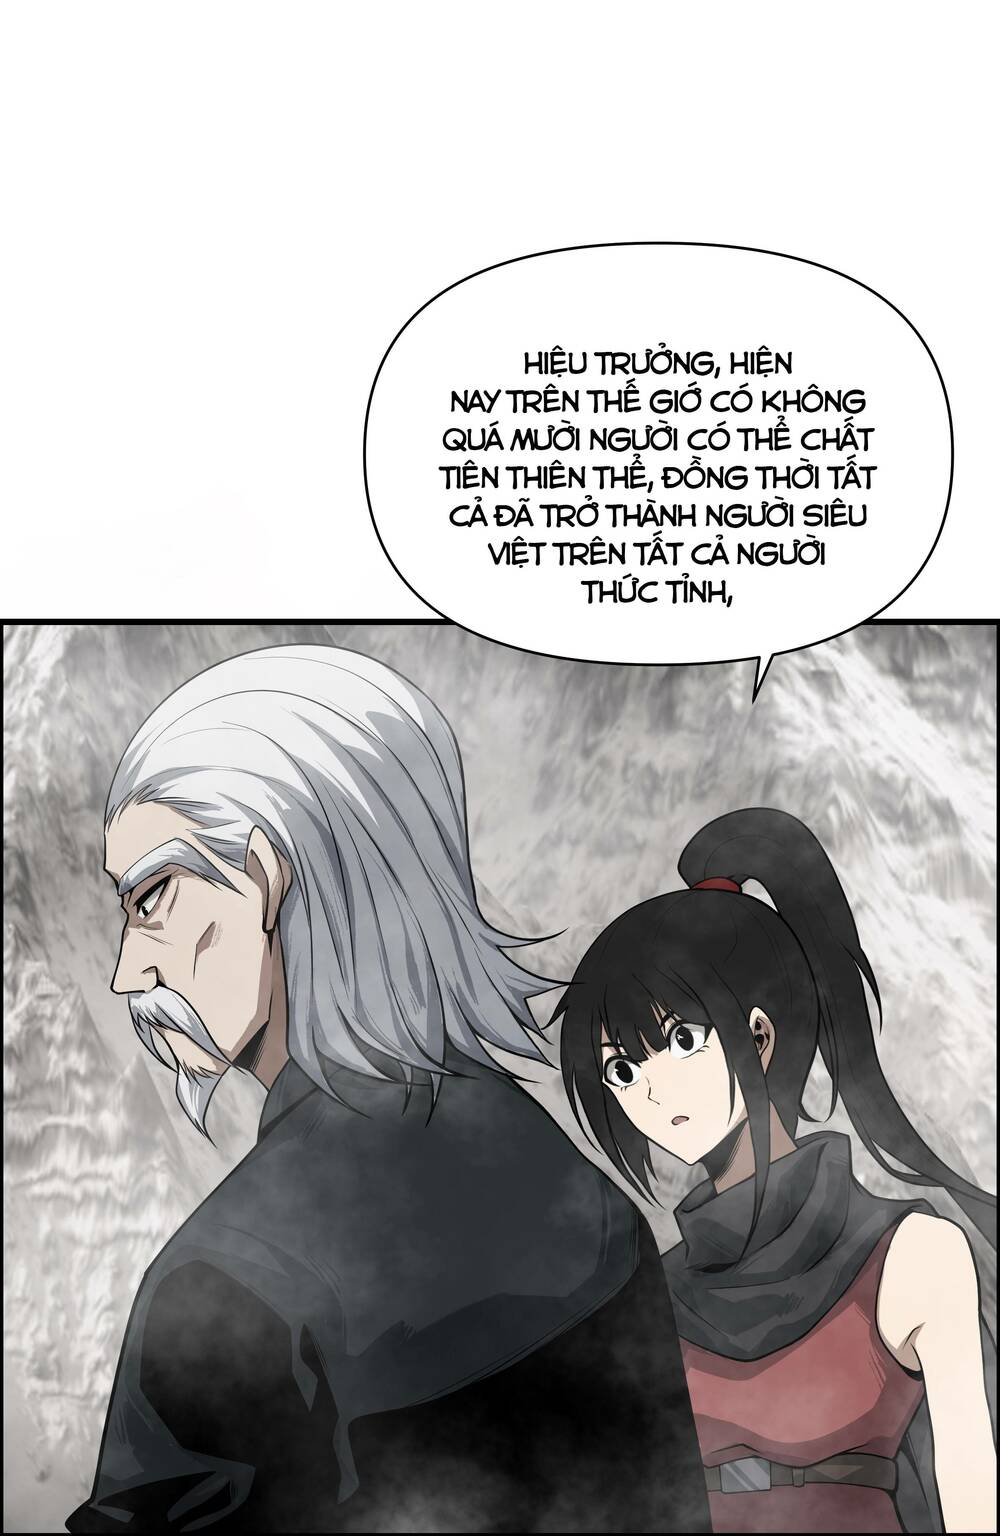 HIỆU TRƯỞNG, HIỆN
NAY TRÊN THẾ GIỚ CÓ KHÔNG
QUÁ MƯỜI NGƯỜI CÓ THỂ CHẤT
TIÊN THIÊN THỂ, ĐỒNG THỜI TẤT
CẢ ĐÃ TRỞ THÀNH NGƯỜI SIÊU
VIỆT TRÊN TẤT CẢ NGƯỜI
THỨC TỈNH,